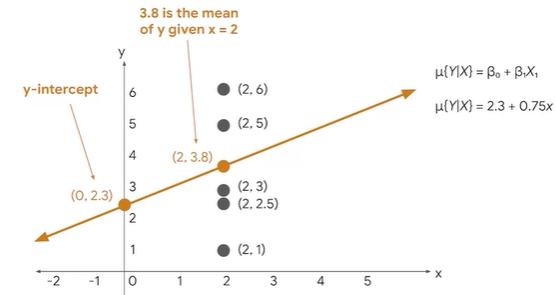 3.8 is the mean
of y given x = 2
y
y-intercept
μ{Y|X} = β₀ + β₁X₁
μ{Y|X} = 2.3 + 0.75x
6
(2, 6)
5
(2, 5)
4
(2, 3.8)
3
(2, 3)
(0, 2.3)
(2, 2.5)
2
1
(2, 1)
x
-2 -1 0 1 2 3 4 5